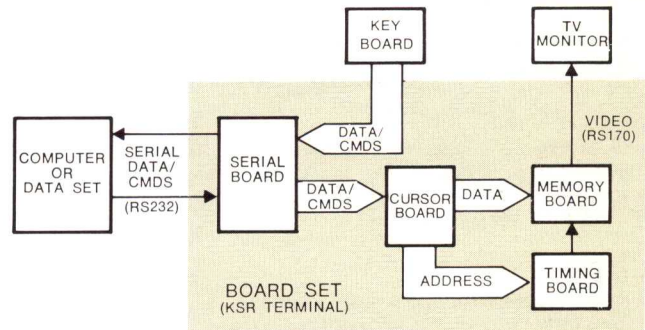 KEY
BOARD
TV
MONITOR
COMPUTER
OR
DATA SET
SERIAL
DATA/
CMDS
(RS232)
SERIAL
BOARD
DATA/
CMDS
DATA/
CMDS
CURSOR
BOARD
DATA
VIDEO
(RS170)
MEMORY
BOARD
ADDRESS
TIMING
BOARD
BOARD SET
(KSR TERMINAL)